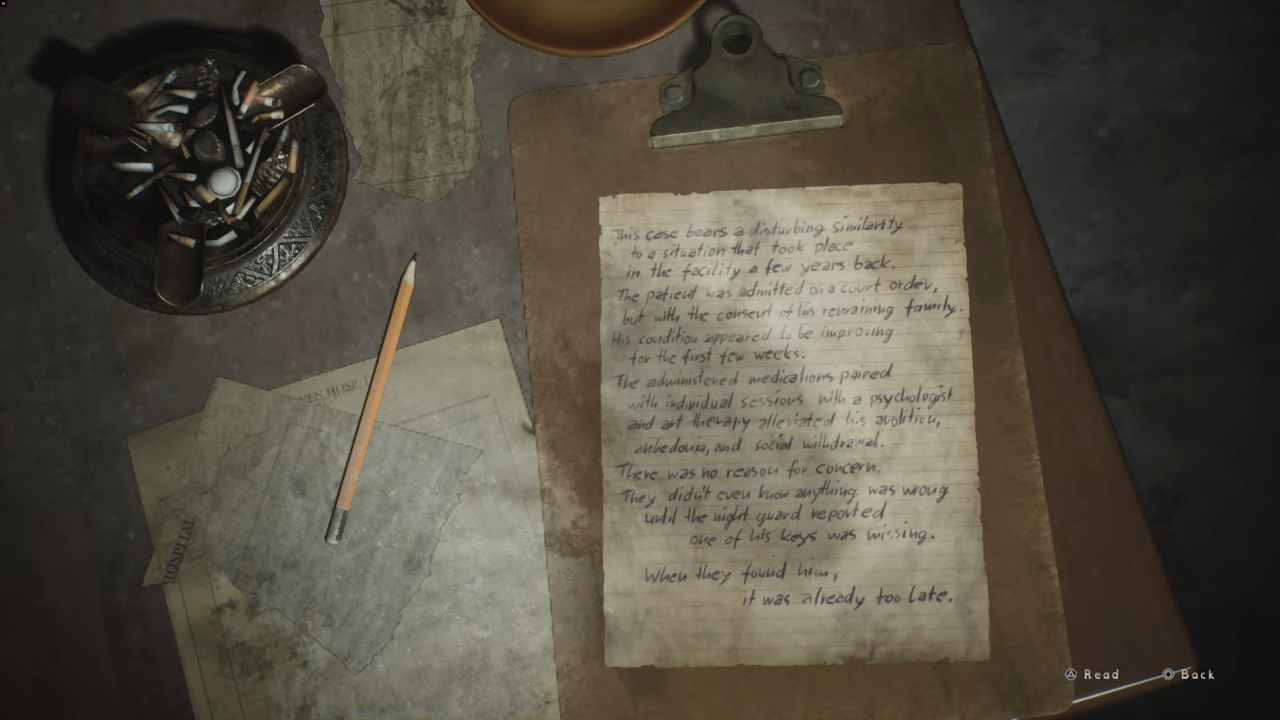 This case bears a disturbing similarity
to a situation that took place
in the facility a few years back.
The patient was admitted on a court order,
but with the consent of his remaining family.
His condition appeared to be improving
for the first few weeks.
The administered medications paired
with individual sessions with a psychologist
and art therapy alleviated his avolition,
anhedonia, and social withdrawal.
There was no reason for concern.
They didn't even know anything was wrong
until the night guard reported
one of his keys was missing.
When they found him,
it was already too late.
HOSPITAL
Read
Back